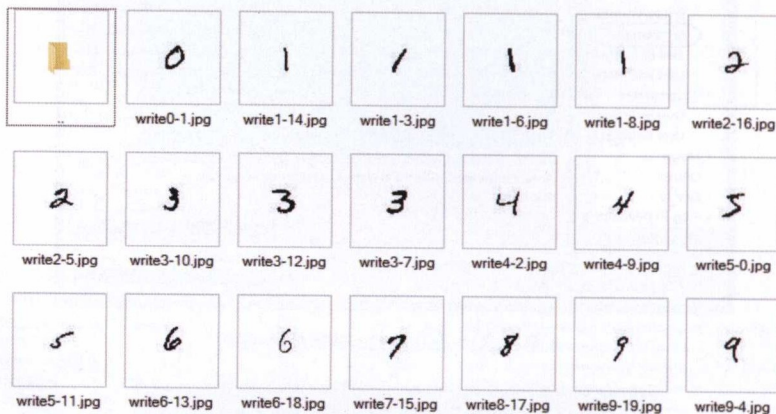 0 1 1 1 1 2
.. write0-1.jpg write1-14.jpg write1-3.jpg write1-6.jpg write1-8.jpg write2-16.jpg
2 3 3 3 4 4 5
write2-5.jpg write3-10.jpg write3-12.jpg write3-7.jpg write4-2.jpg write4-9.jpg write5-0.jpg
5 6 6 7 8 9 9
write5-11.jpg write6-13.jpg write6-18.jpg write7-15.jpg write8-17.jpg write9-19.jpg write9-4.jpg